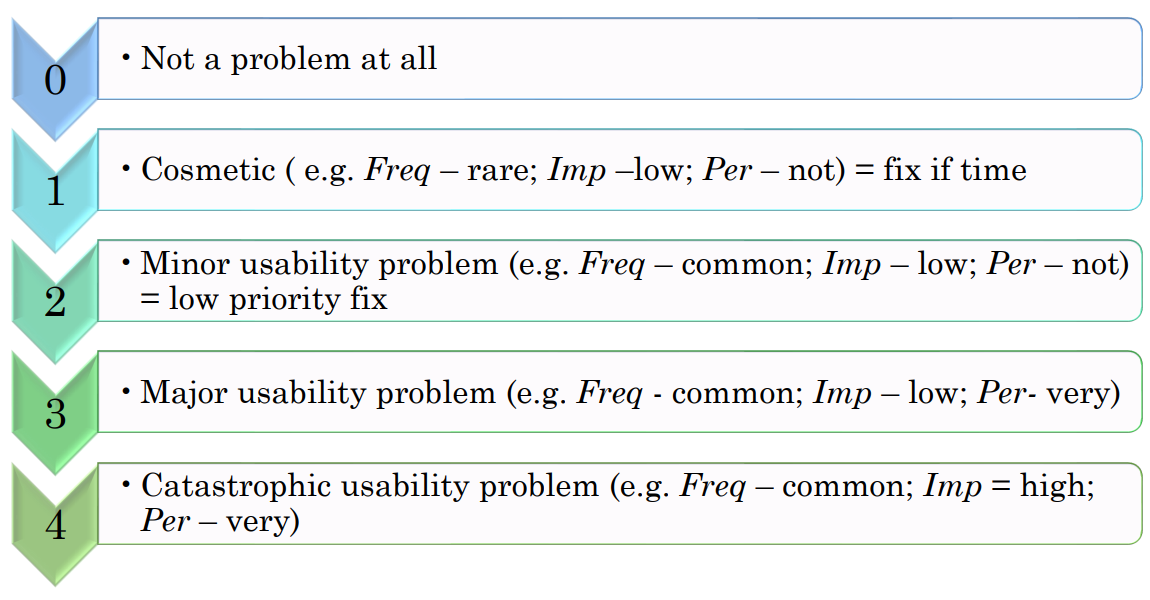 0
• Not a problem at all
1
• Cosmetic ( e.g. Freq – rare; Imp –low; Per – not) = fix if time
2
• Minor usability problem (e.g. Freq – common; Imp – low; Per – not)
= low priority fix
3
• Major usability problem (e.g. Freq - common; Imp – low; Per- very)
4
• Catastrophic usability problem (e.g. Freq – common; Imp = high;
Per – very)